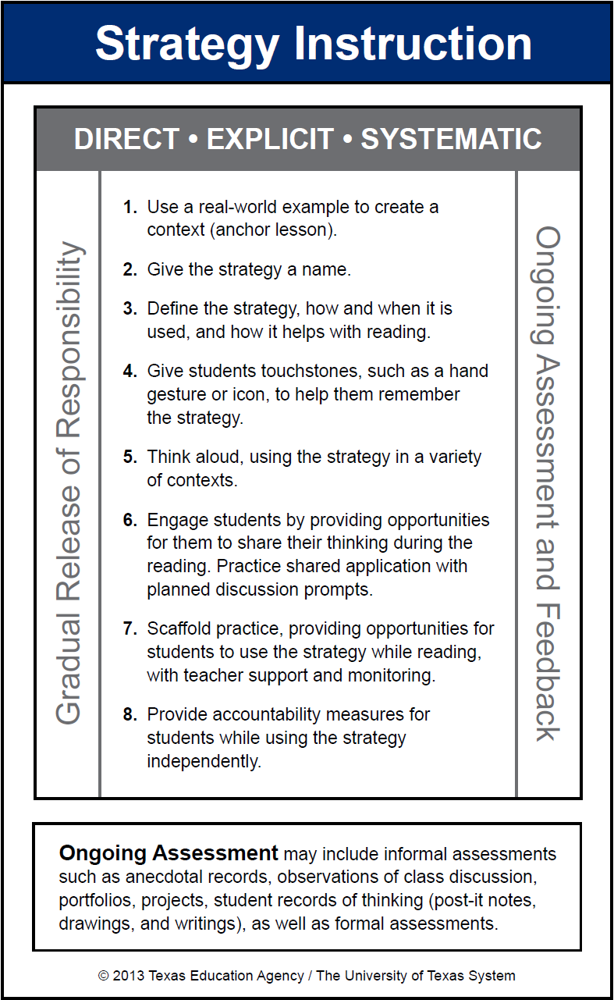 Strategy Instruction
DIRECT • EXPLICIT • SYSTEMATIC
Gradual Release of Responsibility
1. Use a real-world example to create a
context (anchor lesson).
2. Give the strategy a name.
3. Define the strategy, how and when it is
used, and how it helps with reading.
4. Give students touchstones, such as a hand
gesture or icon, to help them remember
the strategy.
5. Think aloud, using the strategy in a variety
of contexts.
6. Engage students by providing opportunities
for them to share their thinking during the
reading. Practice shared application with
planned discussion prompts.
7. Scaffold practice, providing opportunities for
students to use the strategy while reading,
with teacher support and monitoring.
8. Provide accountability measures for
students while using the strategy
independently.
Ongoing Assessment and Feedback
Ongoing Assessment may include informal assessments
such as anecdotal records, observations of class discussion,
portfolios, projects, student records of thinking (post-it notes,
drawings, and writings), as well as formal assessments.
© 2013 Texas Education Agency / The University of Texas System